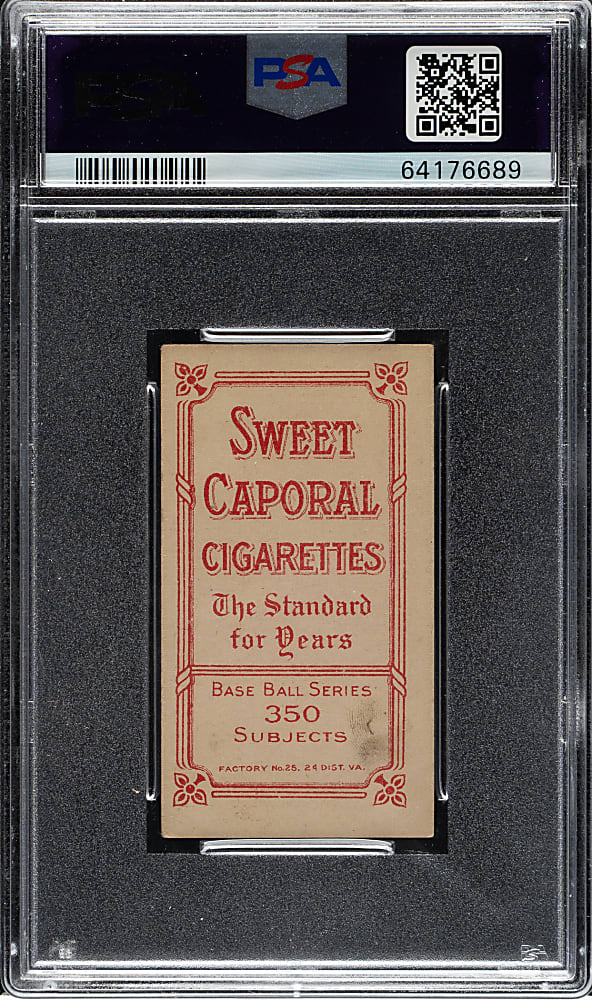 PSA
64176689
SWEET
CAPORAL
CIGARETTES
The Standard
for Years
BASE BALL SERIES
350
SUBJECTS
FACTORY No. 25. 2d DIST. VA.